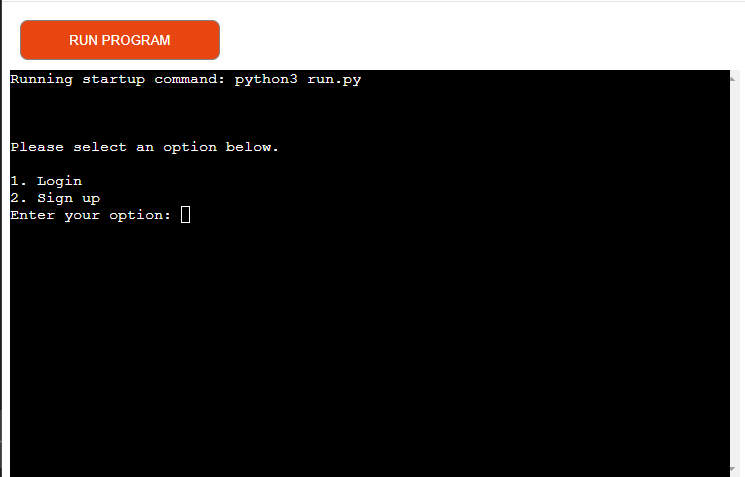 RUN PROGRAM
Running startup command: python3 run.py
Please select an option below.
1. Login
2. Sign up
Enter your option: